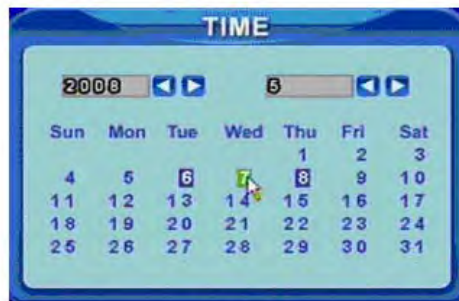 TIME
2008 5
Sun Mon Tue Wed Thu Fri Sat
1 2 3
4 5 6 7 8 9 10
11 12 13 14 15 16 17
18 19 20 21 22 23 24
25 26 27 28 29 30 31